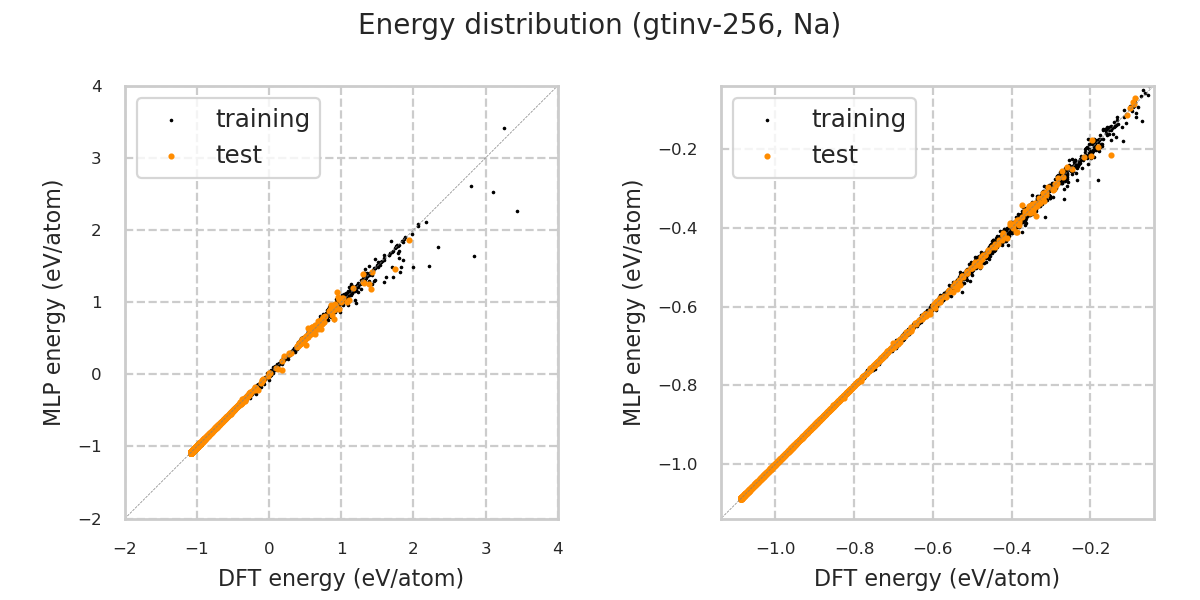 Energy distribution (gtinv-256, Na)
training
test
4
3
2
1
0
−1
−2
−2
−1
0
1
2
3
4
MLP energy (eV/atom)
DFT energy (eV/atom)
training
test
−0.2
−0.4
−0.6
−0.8
−1.0
−1.0
−0.8
−0.6
−0.4
−0.2
MLP energy (eV/atom)
DFT energy (eV/atom)